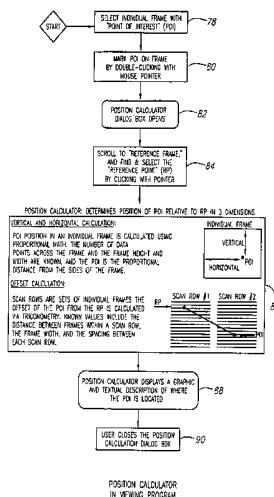 START
SELECT INDIVIDUAL FRAME WITH
"POINT OF INTEREST" (POI)
78
MARK POI ON FRAME
BY DOUBLE-CLICKING WITH
MOUSE POINTER
80
POSITION CALCULATOR
DIALOG BOX OPENS
82
SCROLL TO "REFERENCE FRAME,"
AND FIND & SELECT THE
"REFERENCE POINT" (RP)
BY CLICKING WITH POINTER
84
POSITION CALCULATOR: DETERMINES POSITION OF POI RELATIVE TO RP IN 3 DIMENSIONS
VERTICAL AND HORIZONTAL CALCULATION:
POI POSITION IN AN INDIVIDUAL FRAME IS CALCULATED USING
PROPORTIONAL MATH. THE NUMBER OF DATA
POINTS ACROSS THE FRAME AND THE FRAME HEIGHT AND
WIDTH ARE KNOWN, AND THE POI IS THE PROPORTIONAL
DISTANCE FROM THE SIDES OF THE FRAME.
INDIVIDUAL FRAME
VERTICAL
POI
HORIZONTAL
OFFSET CALCULATION:
SCAN ROWS ARE SETS OF INDIVIDUAL FRAMES THE
OFFSET OF THE POI FROM THE RP IS CALCULATED
VIA TRIGONOMETRY. KNOWN VALUES INCLUDE THE
DISTANCE BETWEEN FRAMES WITHIN A SCAN ROW,
THE FRAME WIDTH, AND THE SPACING BETWEEN
EACH SCAN ROW.
SCAN ROW #1 SCAN ROW #2
RP
POI
POSITION CALCULATOR DISPLAYS A GRAPHIC
AND TEXTUAL DESCRIPTION OF WHERE
THE POI IS LOCATED
88
USER CLOSES THE POSITION
CALCULATION DIALOG BOX
90
POSITION CALCULATOR
IN VIEWING PROGRAM